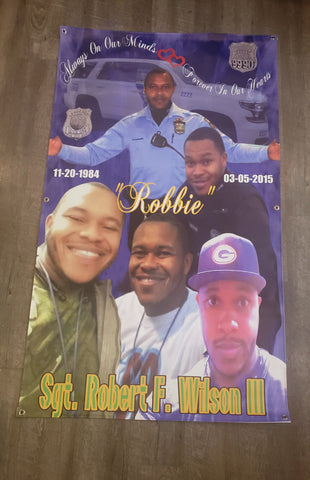 Always On Our Minds
Forever In Our Hearts
9990
11-20-1984
03-05-2015
"Robbie"
Sgt. Robert F. Wilson III